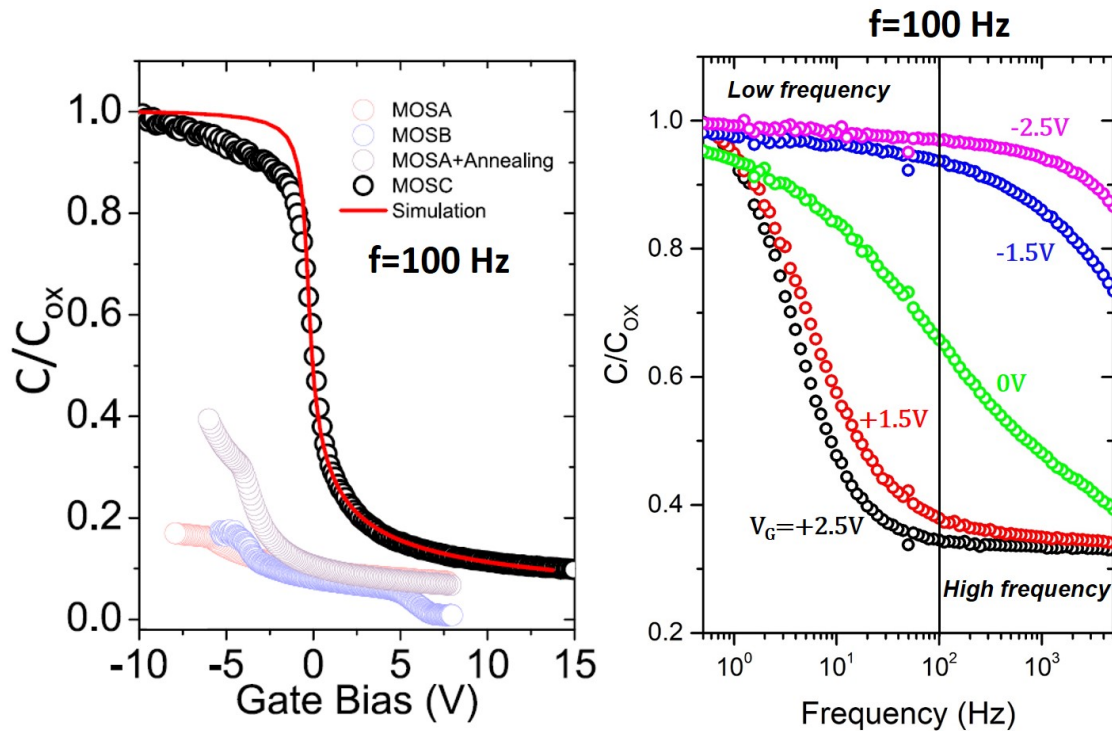 f=100 Hz
1.0
0.8
0.6
0.4
0.2
0.0
C/C_OX
-10
-5
0
5
10
15
Gate Bias (V)
MOSA
MOSB
MOSA+Annealing
MOSC
Simulation
f=100 Hz
Low frequency
-2.5V
-1.5V
0V
+1.5V
V_G=+2.5V
High frequency
1.0
0.8
0.6
0.4
0.2
C/C_OX
10^0
10^1
10^2
10^3
Frequency (Hz)